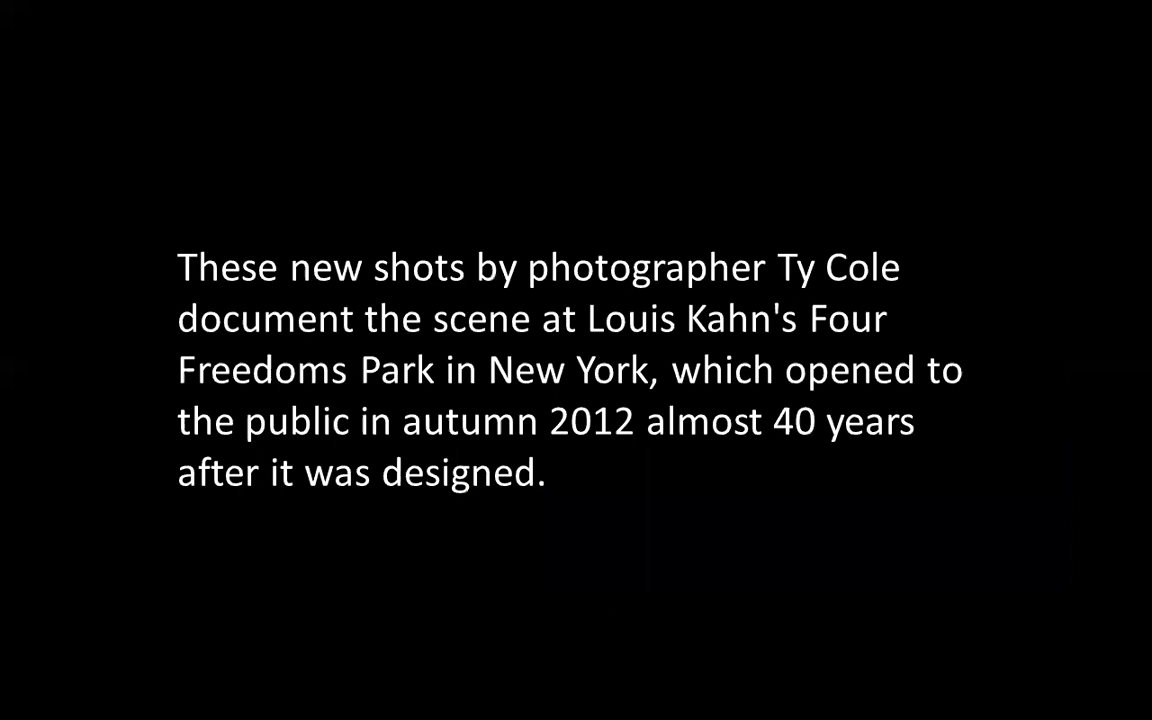 These new shots by photographer Ty Cole
document the scene at Louis Kahn's Four
Freedoms Park in New York, which opened to
the public in autumn 2012 almost 40 years
after it was designed.